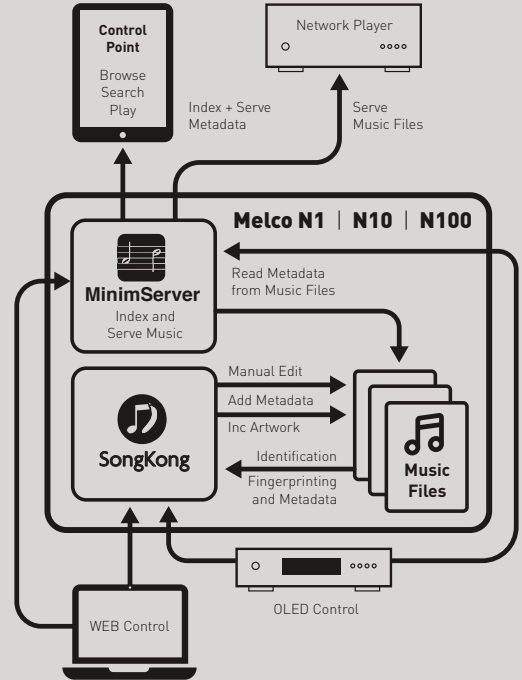 Control
Point
Browse
Search
Play
Network Player
Index + Serve
Metadata
Serve
Music Files
Melco N1 | N10 | N100
MinimServer
Index and
Serve Music
Read Metadata
from Music Files
SongKong
Manual Edit
Add Metadata
Inc Artwork
Identification
Fingerprinting
and Metadata
Music
Files
OLED Control
WEB Control